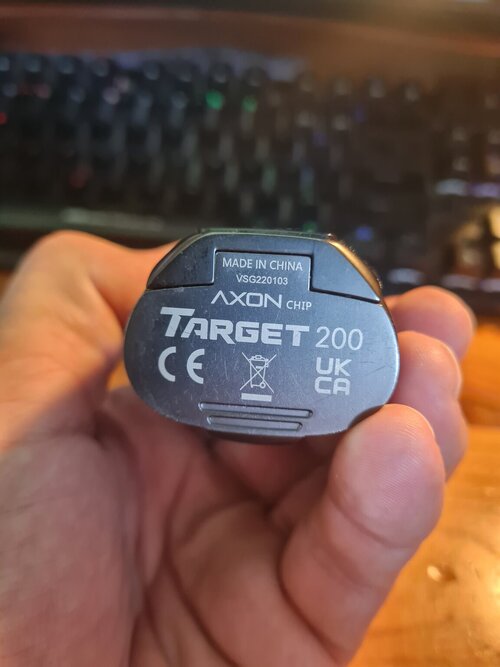 MADE IN CHINA
VSG220103
AXON CHIP
TARGET 200
CE
UK
CA